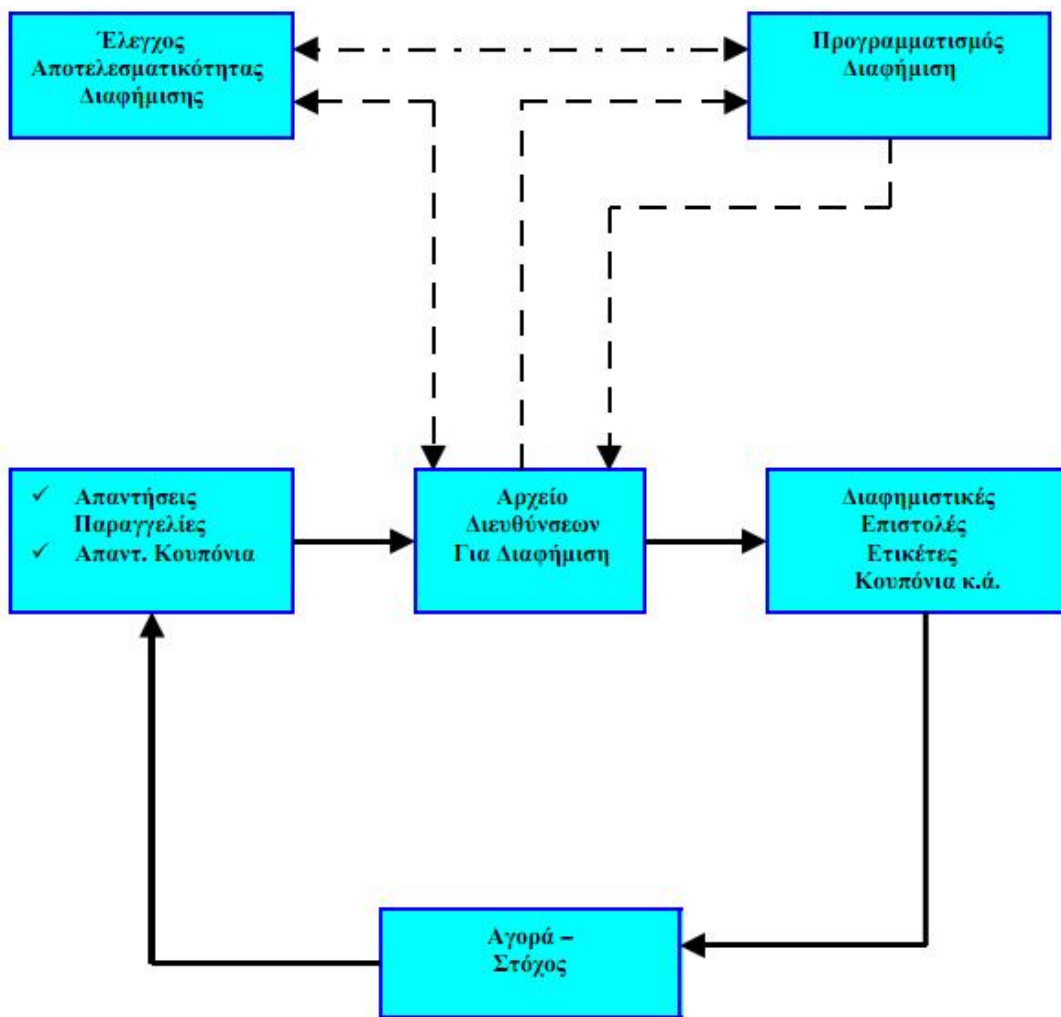 Έλεγχος
Αποτελεσματικότητας
Διαφήμισης
Προγραμματισμός
Διαφήμιση
✓ Απαντήσεις
Παραγγελίες
✓ Απαντ. Κουπόνια
Αρχείο
Διευθύνσεων
Για Διαφήμιση
Διαφημιστικές
Επιστολές
Ετικέτες
Κουπόνια κ.ά.
Αγορά –
Στόχος